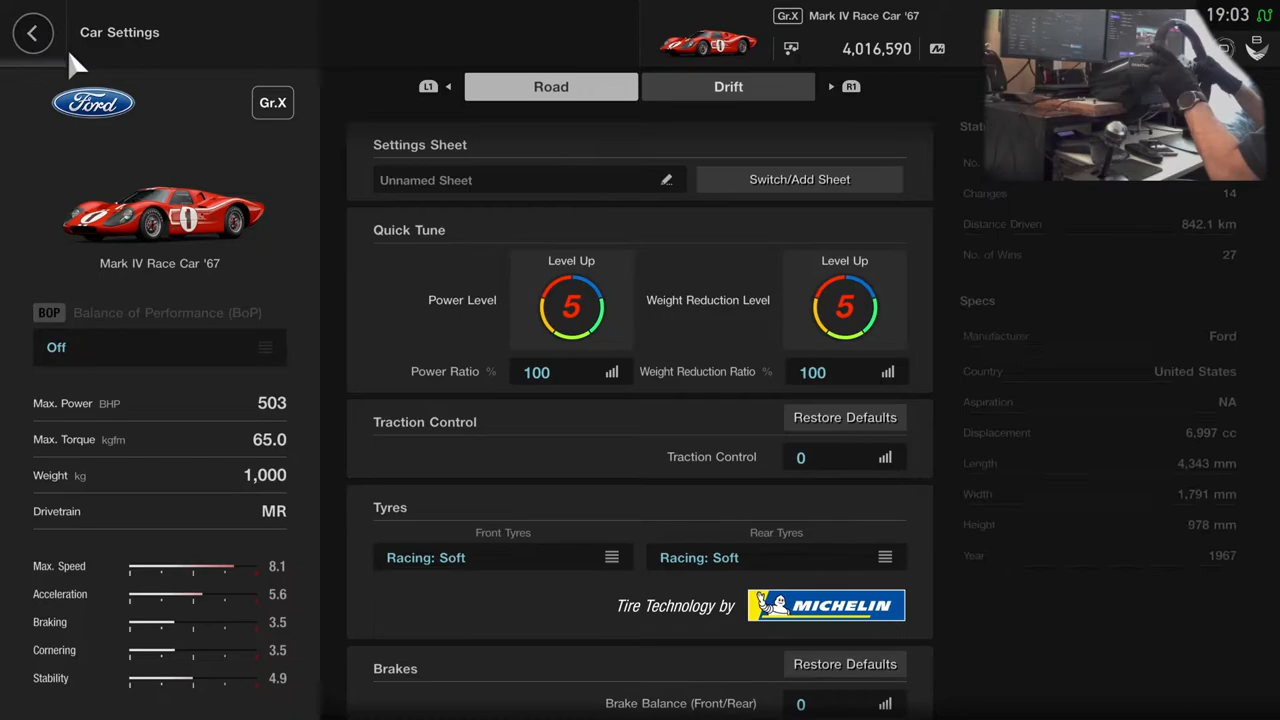 Car Settings
Gr.X Mark IV Race Car '67
4,016,590
19:03
Ford
Gr.X
L1 Road Drift R1
Mark IV Race Car '67
BOP Balance of Performance (BoP)
Off
Max. Power BHP 503
Max. Torque kgfm 65.0
Weight kg 1,000
Drivetrain MR
Max. Speed 8.1
Acceleration 5.6
Braking 3.5
Cornering 3.5
Stability 4.9
Settings Sheet
Unnamed Sheet Switch/Add Sheet
Quick Tune
Level Up Level Up
Power Level 5 Weight Reduction Level 5
Power Ratio % 100 Weight Reduction Ratio % 100
Traction Control Restore Defaults
Traction Control 0
Tyres
Front Tyres Rear Tyres
Racing: Soft Racing: Soft
Tire Technology by MICHELIN
Brakes Restore Defaults
Brake Balance (Front/Rear) 0
No.
Changes 14
Distance Driven 842.1 km
No. of Wins 27
Specs
Manufacturer Ford
Country United States
Aspiration NA
Displacement 6,997 cc
Length 4,343 mm
Width 1,791 mm
Height 978 mm
Year 1967